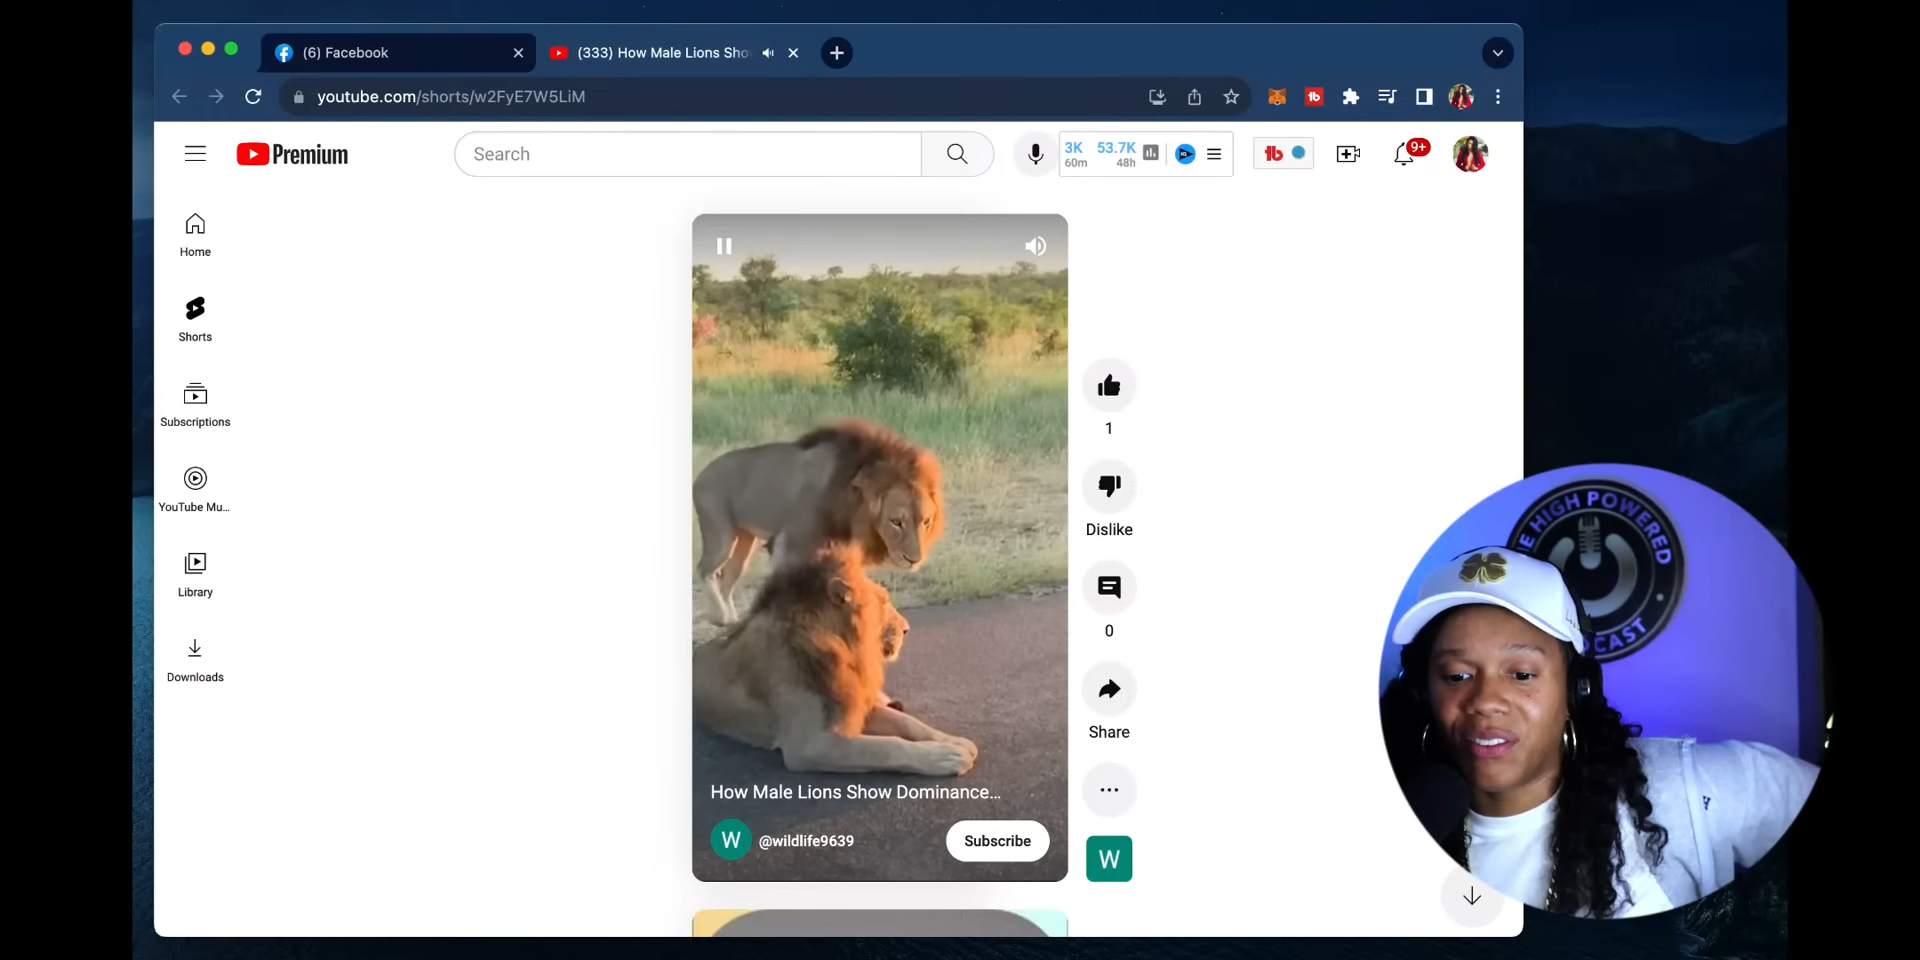 (6) Facebook
(333) How Male Lions Sho
youtube.com/shorts/w2FyE7W5LiM
Premium
Search
3K 53.7K
60m 48h
9+
Home
Shorts
Subscriptions
YouTube Mu...
Library
Downloads
1
Dislike
0
Share
How Male Lions Show Dominance...
W @wildlife9639 Subscribe
W
HIGH POWERED
CAST